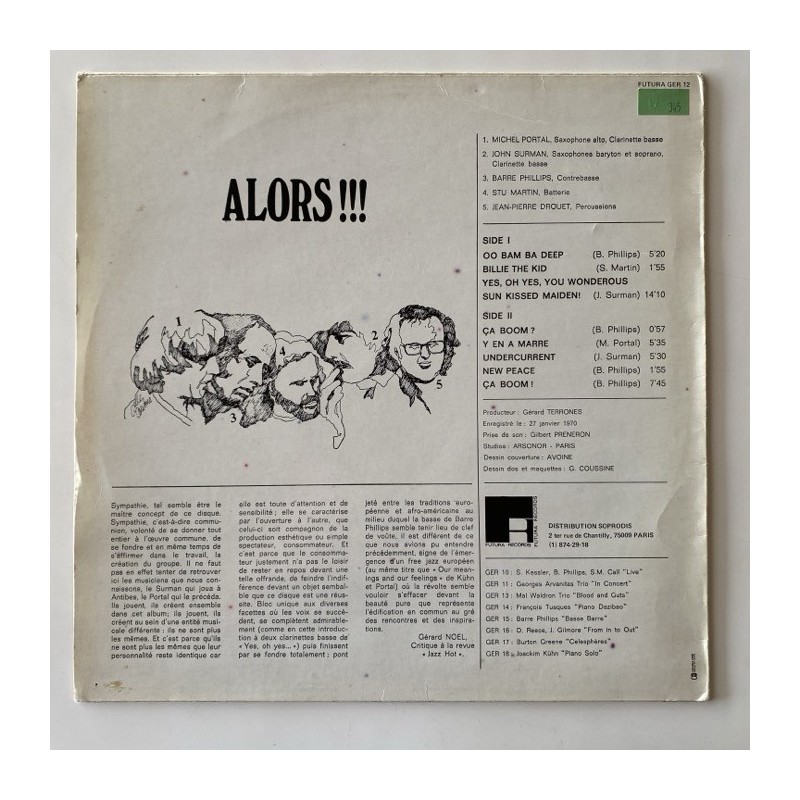 FUTURA GER 12
345
ALORS!!!
1. MICHEL PORTAL, Saxophone alto, Clarinette basse
2. JOHN SURMAN, Saxophones baryton et soprano,
Clarinette basse
3. BARRE PHILLIPS, Contrebasse
4. STU MARTIN, Batterie
5. JEAN-PIERRE DROUET, Percussions
SIDE I
OO BAM BA DEEP (B. Phillips) 5'20
BILLIE THE KID (S. Martin) 1'55
YES, OH YES, YOU WONDEROUS
SUN KISSED MAIDEN! (J. Surman) 14'10
SIDE II
ÇA BOOM? (B. Phillips) 0'57
Y EN A MARRE (M. Portal) 5'35
UNDERCURRENT (J. Surman) 5'30
NEW PEACE (B. Phillips) 1'55
ÇA BOOM! (B. Phillips) 7'45
Producteur : Gérard TERRONES
Enregistré le : 27 janvier 1970
Prise de son : Gilbert PRENERON
Studios : ARSONOR - PARIS
Dessin couverture : AVOINE
Dessin dos et maquettes : G. COUSSINE
1
2
3
4
5
Sympathie, tel semble être le
maître concept de ce disque.
Sympathie, c'est-à-dire commu-
nion, volonté de se donner tout
entier à l'œuvre commune, de
se fondre et en même temps de
s'affirmer dans le travail, la
création du groupe. Il ne faut
pas en effet tenter de retrouver
ici les musiciens que nous con-
naissons, le Surman qui joua à
Antibes, le Portal qui le précéda.
Ils jouent, ils créent ensemble
dans cet album; ils jouent, ils
créent au sein d'une entité musi-
cale différente : ils ne sont plus
les mêmes. Et c'est parce qu'ils
ne sont plus les mêmes que leur
personnalité reste identique car
elle est toute d'attention et de
sensibilité ; elle se caractérise
par l'ouverture à l'autre, que
celui-ci soit compagnon de la
production esthétique ou simple
spectateur, consommateur. Et
c'est parce que le consomma-
teur justement n'a pas le loisir
de rester en repos devant une
telle offrande, de feindre l'indif-
férence devant un objet sembla-
ble que ce disque est une réus-
site. Bloc unique aux diverses
facettes où les voix se succè-
dent, se complètent admirable-
ment (comme en cette introduc-
tion à deux clarinettes basse de
« Yes, oh yes...») puis finissent
par se fondre totalement ; pont
jeté entre les traditions euro-
péenne et afro-américaine au
milieu duquel la basse de Barre
Phillips semble tenir lieu de clef
de voûte, il est différent de ce
que nous avions pu entendre
précédemment, signe de l'émer-
gence d'un free jazz européen
(au même titre que « Our mean-
ings and our feelings » de Kühn
et Portal) où la révolte semble
vouloir s'effacer devant la
beauté pure que représente
l'édification en commun au gré
des rencontres et des inspira-
tions.
Gérard NOEL,
Critique à la revue
« Jazz Hot ».
FUTURA RECORDS
FUTURA RECORDS
DISTRIBUTION SOPRODIS
2 ter rue de Chantilly, 75009 PARIS
(1) 874-29-18
GER 10 : S. Kessler, B. Phillips, S.M. Call "Live"
GER 11 : Georges Arvanitas Trio "In Concert"
GER 13 : Mal Waldron Trio "Blood and Guts"
GER 14 : François Tusques "Piano Dazibao"
GER 15 : Barre Phillips "Basse Barre"
GER 16 : D. Reece, J. Gilmore "From In to Out"
GER 17 : Burton Greene "Celesphères"
GER 18 : Joackim Kühn "Piano Solo"